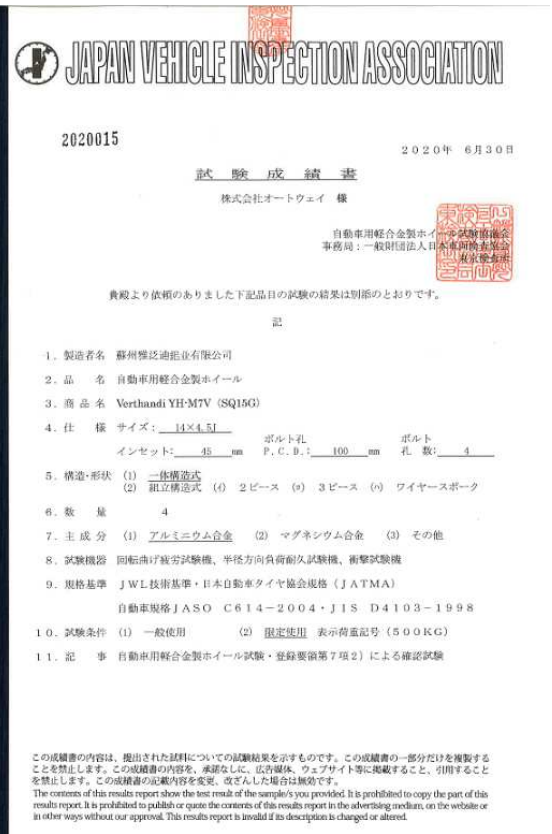 JAPAN VEHICLE INSPECTION ASSOCIATION
2020015
2020年 6月30日
試 験 成 績 書
株式会社オートウェイ 様
自動車用軽合金製ホイール試験協議会
事務局:一般財団法人日本車両検査協会
東京検査所
貴殿より依頼のありました下記品目の試験の結果は別添のとおりです。
記
1.製造者名 蘇州雅泛迪鋁业有限公司
2.品 名 自動車用軽合金製ホイール
3.商 品 名 Verthandi YH-M7V (SQ15G)
4.仕 様 サイズ: 14×4.5J
インセット: 45 mm ボルト孔 P.C.D.: 100 mm ボルト孔 数: 4
5.構造・形状 (1) 一体構造式
(2) 組立構造式 (イ) 2ピース (ロ) 3ピース (ハ) ワイヤースポーク
6.数 量 4
7.主 成 分 (1) アルミニウム合金 (2) マグネシウム合金 (3) その他
8.試験機器 回転曲げ疲労試験機、半径方向負荷耐久試験機、衝撃試験機
9.規格基準 JWL技術基準・日本自動車タイヤ協会規格(JATMA)
自動車規格JASO C614-2004・JIS D4103-1998
10.試験条件 (1) 一般使用 (2) 限定使用 表示荷重記号(500KG)
11.記 事 自動車用軽合金製ホイール試験・登録要領第7項2)による確認試験
この成績書の内容は、提出された試料についての試験結果を示すものです。この成績書の一部分だけを複製する
ことを禁止します。この成績書の内容を、承諾なしに、広告媒体、ウェブサイト等に掲載すること、引用すること
を禁止します。この成績書の記載内容を変更、改ざんした場合は無効です。
The contents of this results report show the test result of the sample/s you provided. It is prohibited to copy the part of this
results report. It is prohibited to publish or quote the contents of this results report in the advertising medium, on the website or
in other ways without our approval. This results report is invalid if its description is changed or altered.